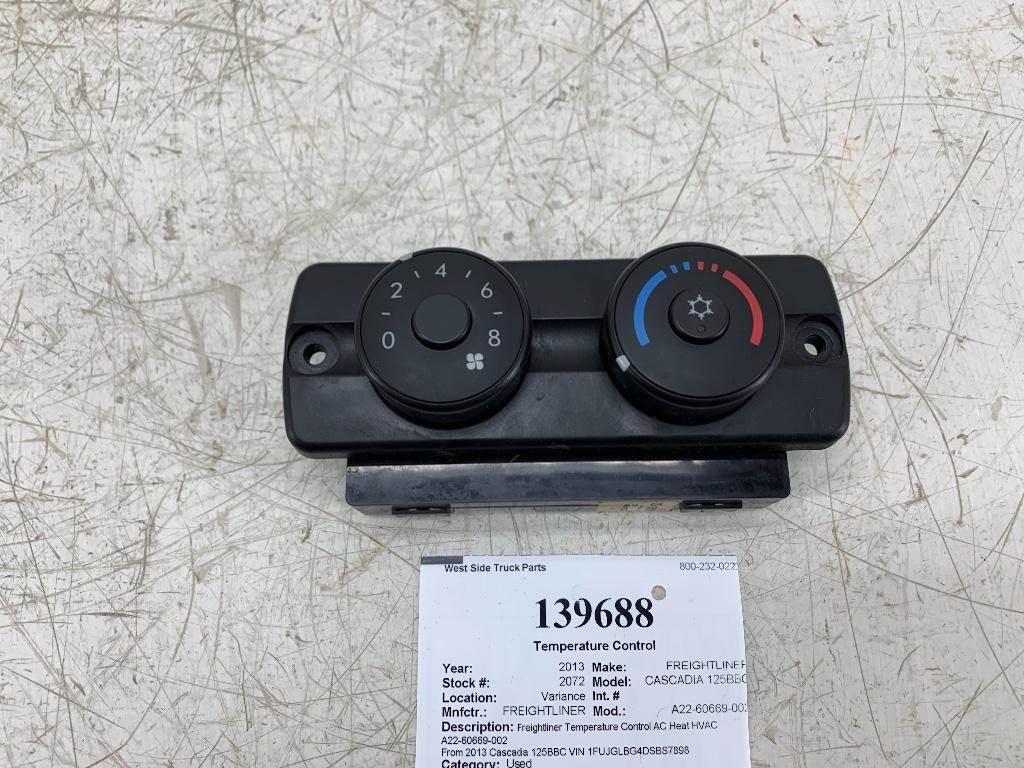 4
2 6
0 8
West Side Truck Parts 800-232-022
139688
Temperature Control
Year: 2013 Make: FREIGHTLINER
Stock #: 2072 Model: CASCADIA 125BBC
Location: Variance Int. #
Mnfctr.: FREIGHTLINER Mod.: A22-60669-002
Description: Freightliner Temperature Control AC Heat HVAC
A22-60669-002
From 2013 Cascadia 125BBC VIN 1FUJGLBG4DSBS7898
Category: Used